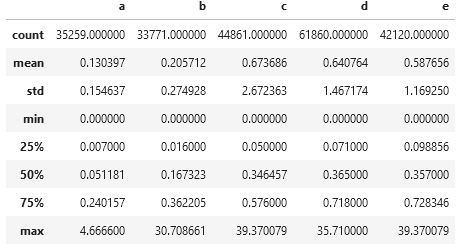 a b c d e
count 35259.000000 33771.000000 44861.000000 61860.000000 42120.000000
mean 0.130397 0.205712 0.673686 0.640764 0.587656
std 0.154637 0.274928 2.672363 1.467174 1.169250
min 0.000000 0.000000 0.000000 0.000000 0.000000
25% 0.007000 0.016000 0.050000 0.071000 0.098856
50% 0.051181 0.167323 0.346457 0.365000 0.357000
75% 0.240157 0.362205 0.576000 0.718000 0.728346
max 4.666600 30.708661 39.370079 35.710000 39.370079